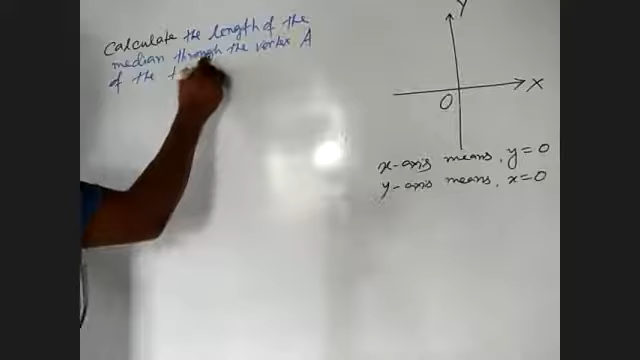 Calculate the length of the
median through the vertex A
of the
Y
X
O
x-axis means, y=0
y-axis means, x=0